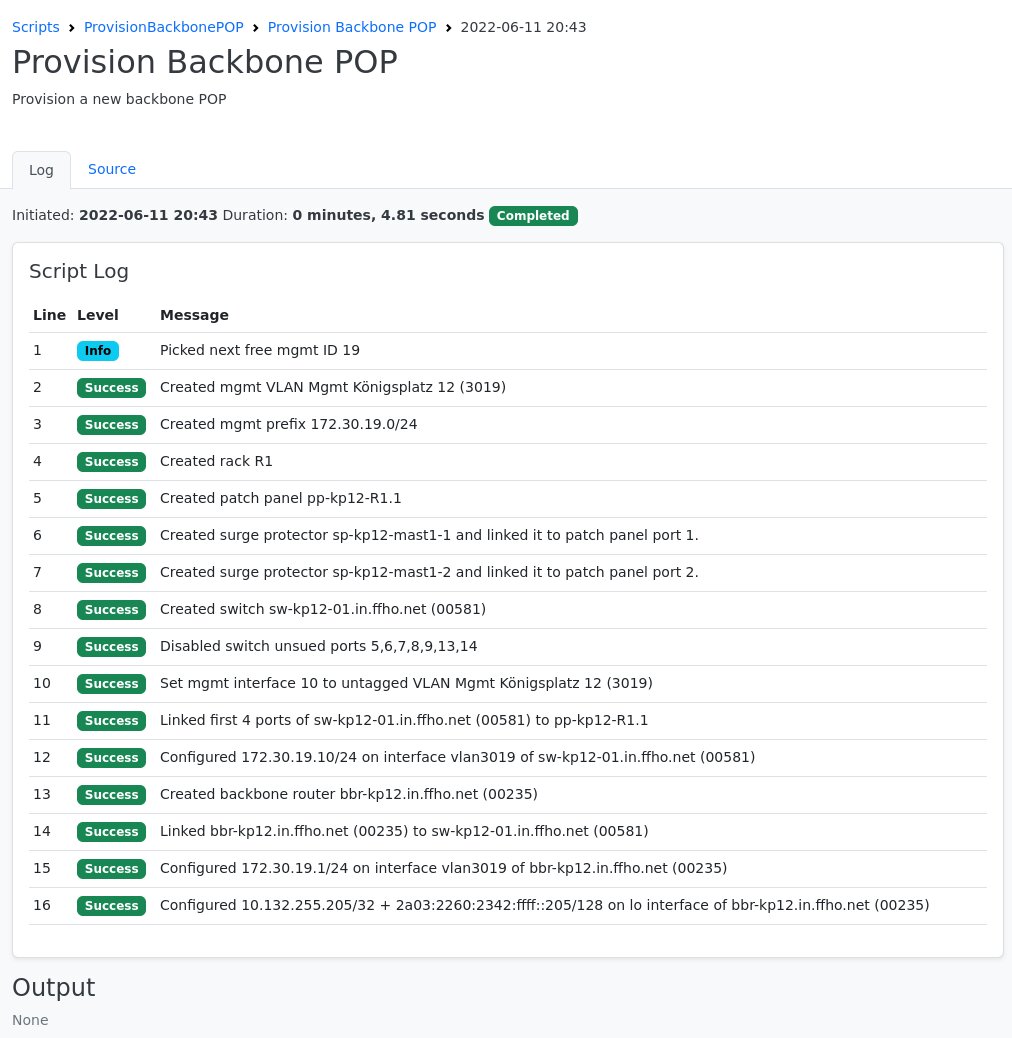 Scripts › ProvisionBackbonePOP › Provision Backbone POP › 2022-06-11 20:43
Provision Backbone POP
Provision a new backbone POP
Log Source
Initiated: 2022-06-11 20:43 Duration: 0 minutes, 4.81 seconds Completed
Script Log
Line Level Message
1 Info Picked next free mgmt ID 19
2 Success Created mgmt VLAN Mgmt Königsplatz 12 (3019)
3 Success Created mgmt prefix 172.30.19.0/24
4 Success Created rack R1
5 Success Created patch panel pp-kp12-R1.1
6 Success Created surge protector sp-kp12-mast1-1 and linked it to patch panel port 1.
7 Success Created surge protector sp-kp12-mast1-2 and linked it to patch panel port 2.
8 Success Created switch sw-kp12-01.in.ffho.net (00581)
9 Success Disabled switch unsued ports 5,6,7,8,9,13,14
10 Success Set mgmt interface 10 to untagged VLAN Mgmt Königsplatz 12 (3019)
11 Success Linked first 4 ports of sw-kp12-01.in.ffho.net (00581) to pp-kp12-R1.1
12 Success Configured 172.30.19.10/24 on interface vlan3019 of sw-kp12-01.in.ffho.net (00581)
13 Success Created backbone router bbr-kp12.in.ffho.net (00235)
14 Success Linked bbr-kp12.in.ffho.net (00235) to sw-kp12-01.in.ffho.net (00581)
15 Success Configured 172.30.19.1/24 on interface vlan3019 of bbr-kp12.in.ffho.net (00235)
16 Success Configured 10.132.255.205/32 + 2a03:2260:2342:ffff::205/128 on lo interface of bbr-kp12.in.ffho.net (00235)
Output
None